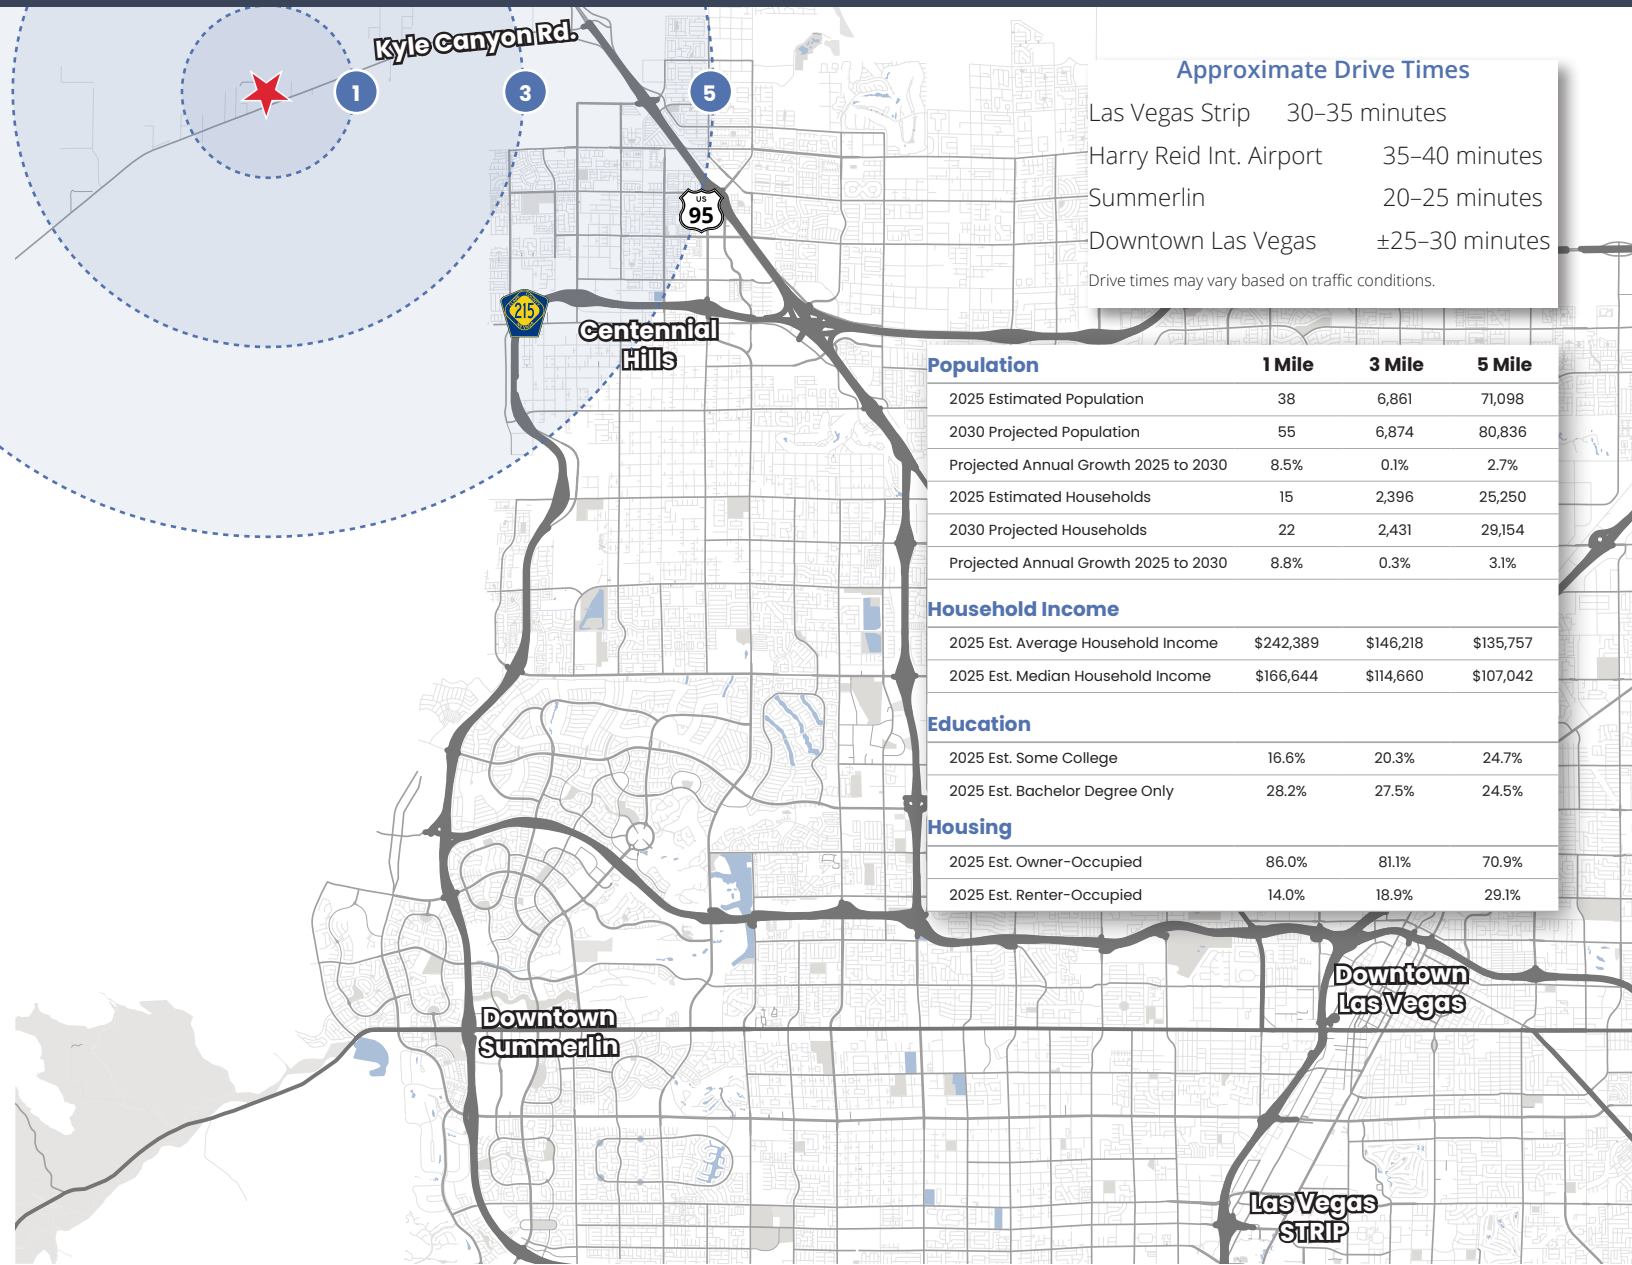 Kyle Canyon Rd.
1
3
5
US
95
215
Centennial
Hills
Approximate Drive Times
Las Vegas Strip 30–35 minutes
Harry Reid Int. Airport 35–40 minutes
Summerlin 20–25 minutes
Downtown Las Vegas ±25–30 minutes
Drive times may vary based on traffic conditions.
Population 1 Mile 3 Mile 5 Mile
2025 Estimated Population 38 6,861 71,098
2030 Projected Population 55 6,874 80,836
Projected Annual Growth 2025 to 2030 8.5% 0.1% 2.7%
2025 Estimated Households 15 2,396 25,250
2030 Projected Households 22 2,431 29,154
Projected Annual Growth 2025 to 2030 8.8% 0.3% 3.1%
Household Income
2025 Est. Average Household Income $242,389 $146,218 $135,757
2025 Est. Median Household Income $166,644 $114,660 $107,042
Education
2025 Est. Some College 16.6% 20.3% 24.7%
2025 Est. Bachelor Degree Only 28.2% 27.5% 24.5%
Housing
2025 Est. Owner-Occupied 86.0% 81.1% 70.9%
2025 Est. Renter-Occupied 14.0% 18.9% 29.1%
Downtown
Las Vegas
Downtown
Summerlin
Las Vegas
STRIP